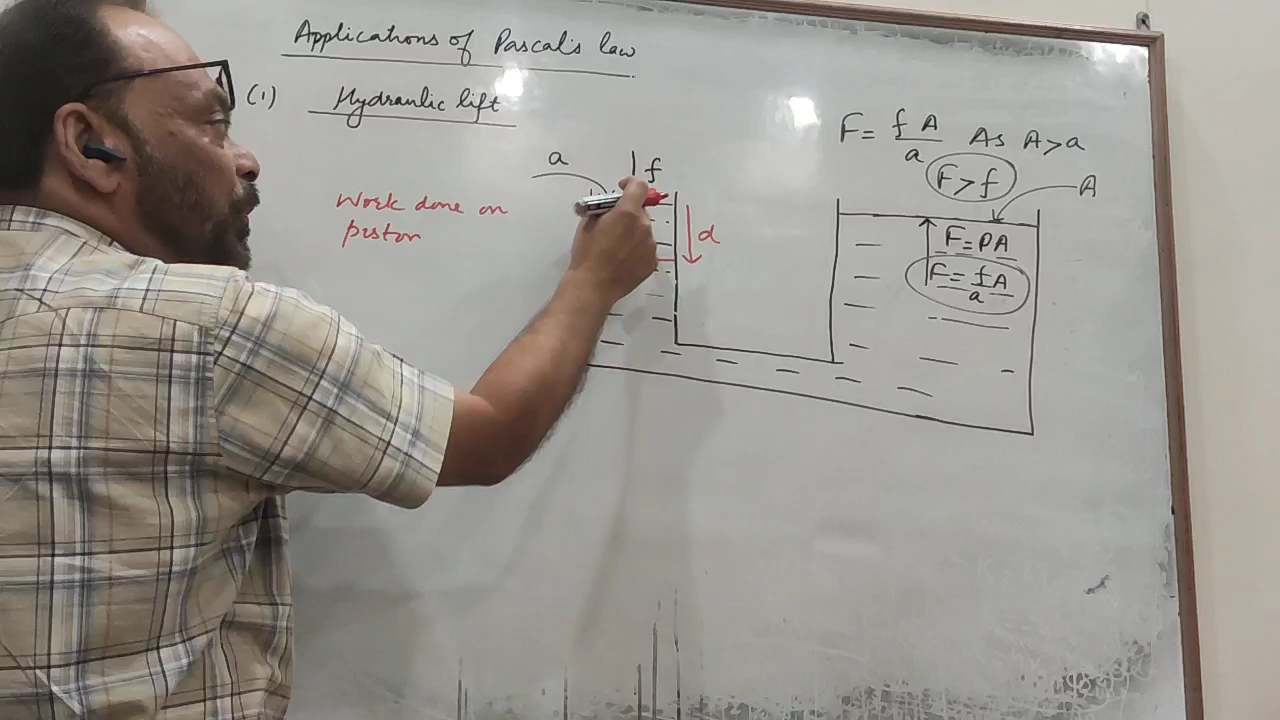 Applications of Pascal's law
(1) Hydraulic lift
F = fA/a As A>a
F>f
a
f
A
Work done on
piston
d
F = PA
F = fA/a